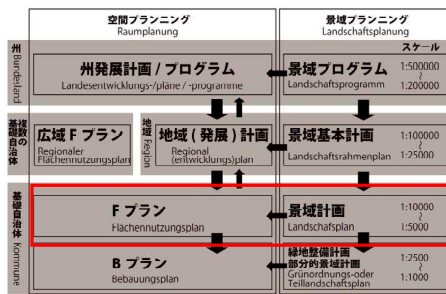 空間プランニング
Raumplanung
景域プランニング
Landschaftsplanung
スケール
州
Bundesland
州発展計画/プログラム
Landesentwicklungs-/pläne / -programme
景域プログラム
Landschaftsprogramm
1:500000
~
1:200000
複数の
基礎自治体
広域 F プラン
Regionaler
Flächennutzungsplan
地域
Region
地域(発展)計画
Regional
(entwicklungs)plan
景域基本計画
Landschaftsrahmenplan
1:100000
~
1:25000
基礎自治体
Kommune
F プラン
Flächennutzungsplan
景域計画
Landschaftsplan
1:10000
~
1:5000
B プラン
Bebauungsplan
緑地整備計画
部分的景域計画
Grünordnungs-oder
Teillandschaftsplan
1:2500
~
1:1000